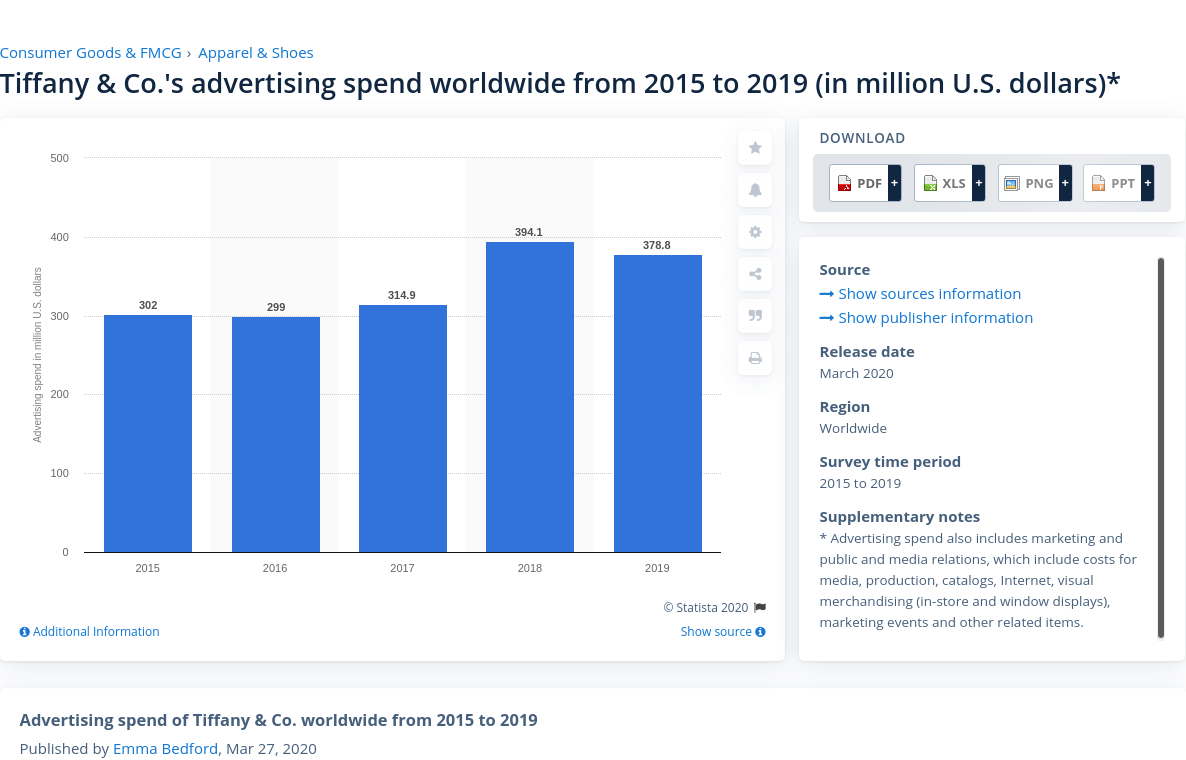 Consumer Goods & FMCG › Apparel & Shoes
Tiffany & Co.'s advertising spend worldwide from 2015 to 2019 (in million U.S. dollars)*
500
400
300
200
100
0
Advertising spend in million U.S. dollars
302
299
314.9
394.1
378.8
2015
2016
2017
2018
2019
© Statista 2020
Additional Information
Show source
DOWNLOAD
PDF + XLS + PNG + PPT +
Source
Show sources information
Show publisher information
Release date
March 2020
Region
Worldwide
Survey time period
2015 to 2019
Supplementary notes
* Advertising spend also includes marketing and
public and media relations, which include costs for
media, production, catalogs, Internet, visual
merchandising (in-store and window displays),
marketing events and other related items.
Advertising spend of Tiffany & Co. worldwide from 2015 to 2019
Published by Emma Bedford, Mar 27, 2020